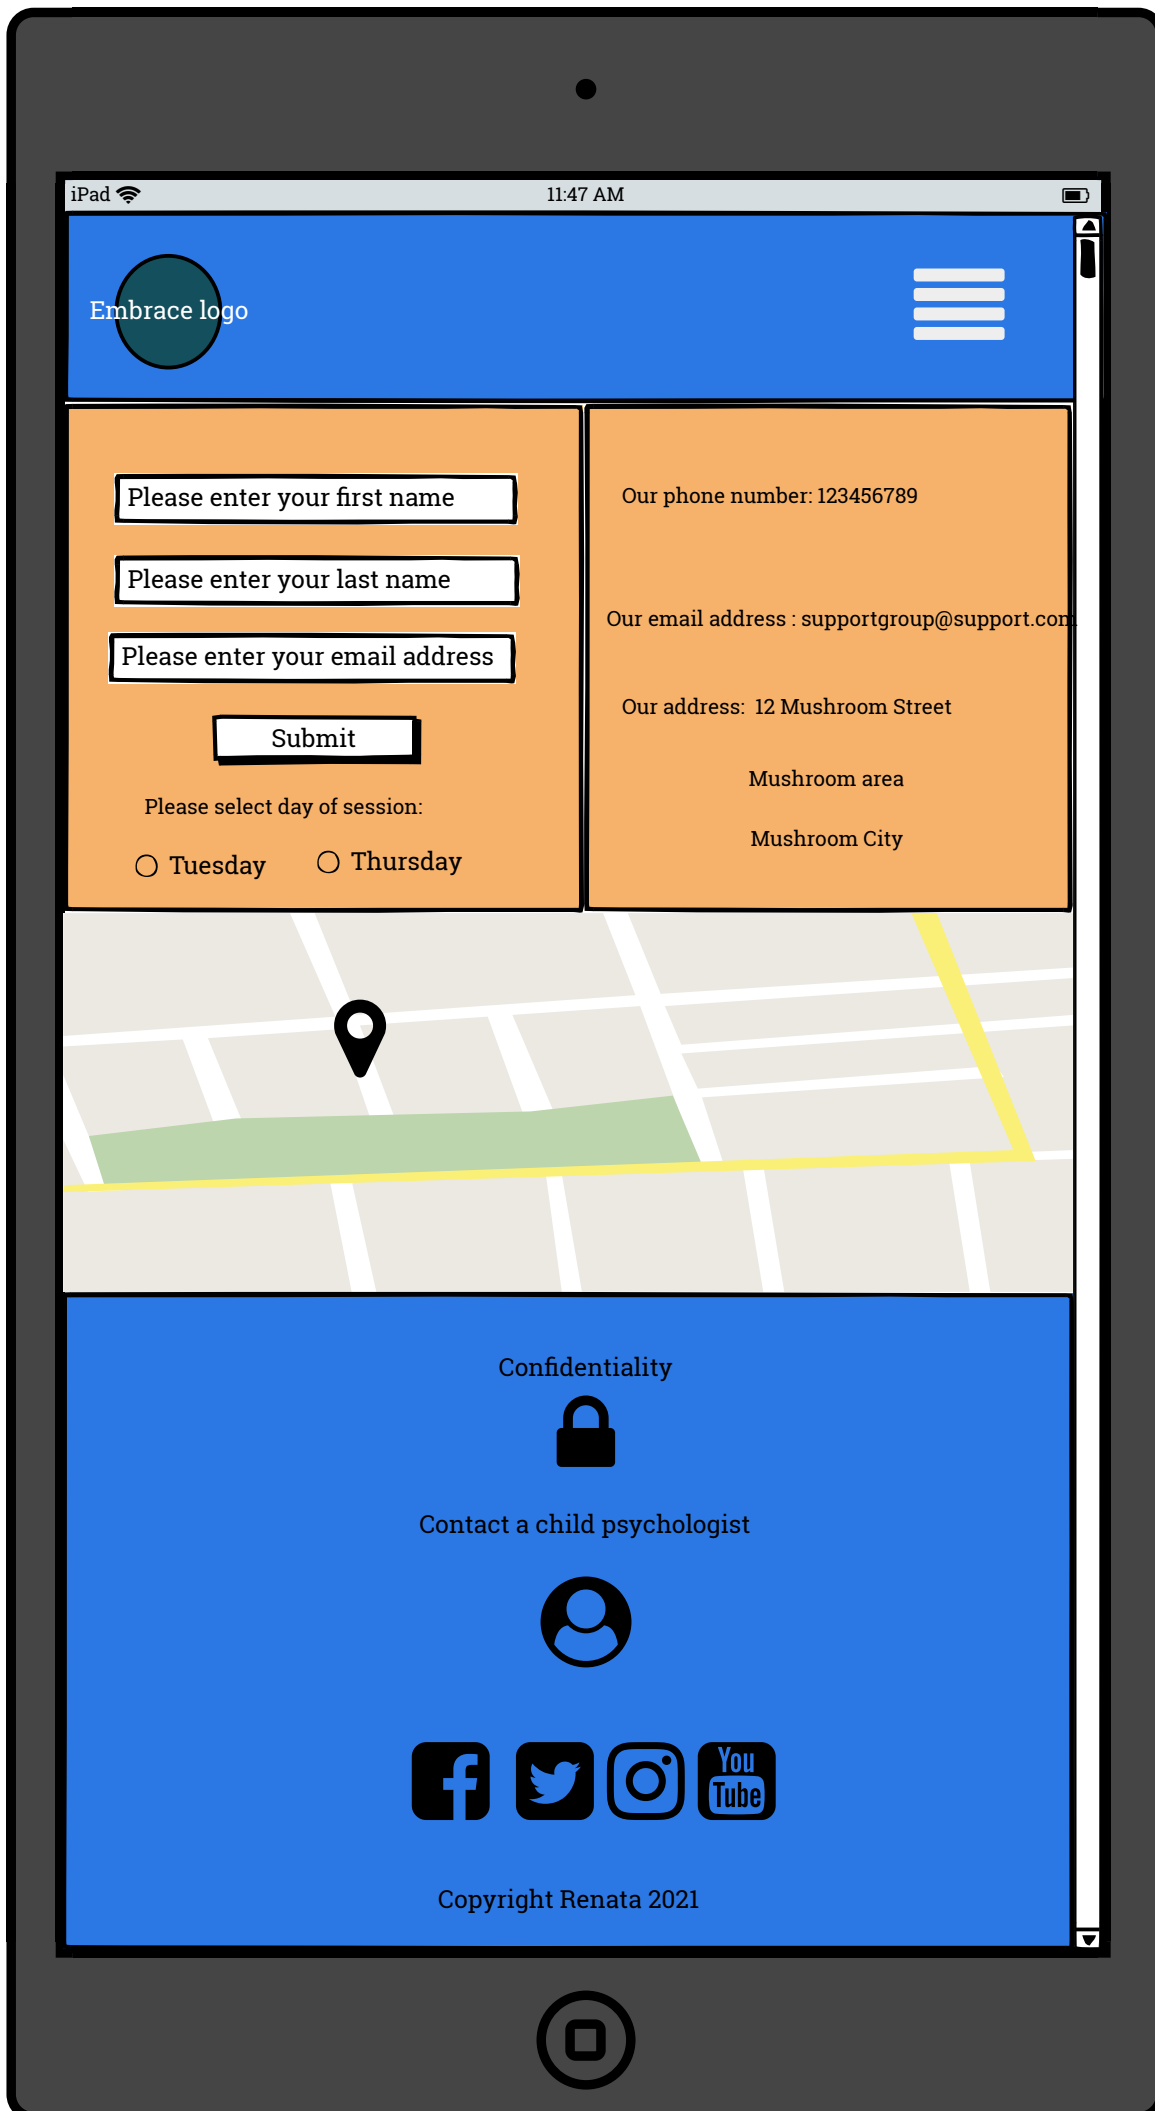 iPad
11:47 AM
Embrace logo
Please enter your first name
Please enter your last name
Please enter your email address
Submit
Please select day of session:
Tuesday
Thursday
Our phone number: 123456789
Our email address : supportgroup@support.com
Our address:  12 Mushroom Street
Mushroom area
Mushroom City
Confidentiality
Contact a child psychologist
You
Tube
Copyright Renata 2021